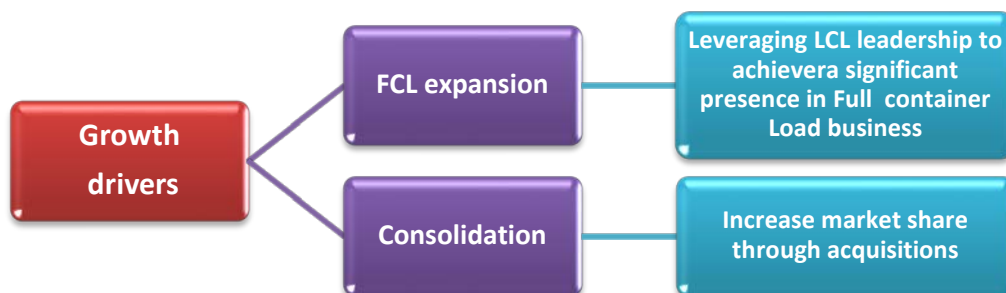 Growth
drivers
FCL expansion
Leveraging LCL leadership to
achievera significant
presence in Full container
Load business
Consolidation
Increase market share
through acquisitions